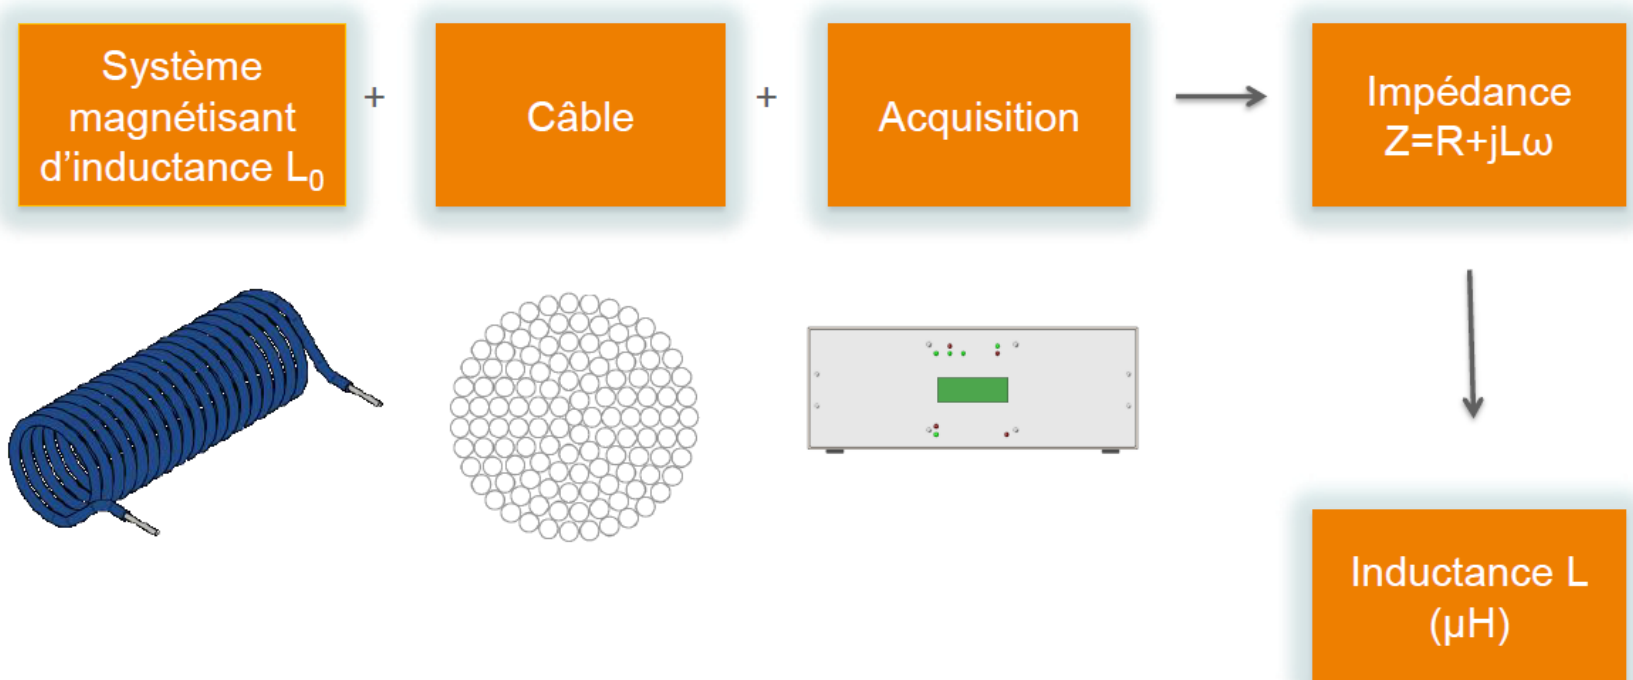 Système
magnétisant
d'inductance L₀
+
Câble
+
Acquisition
Impédance
Z=R+jLω
Inductance L
(µH)